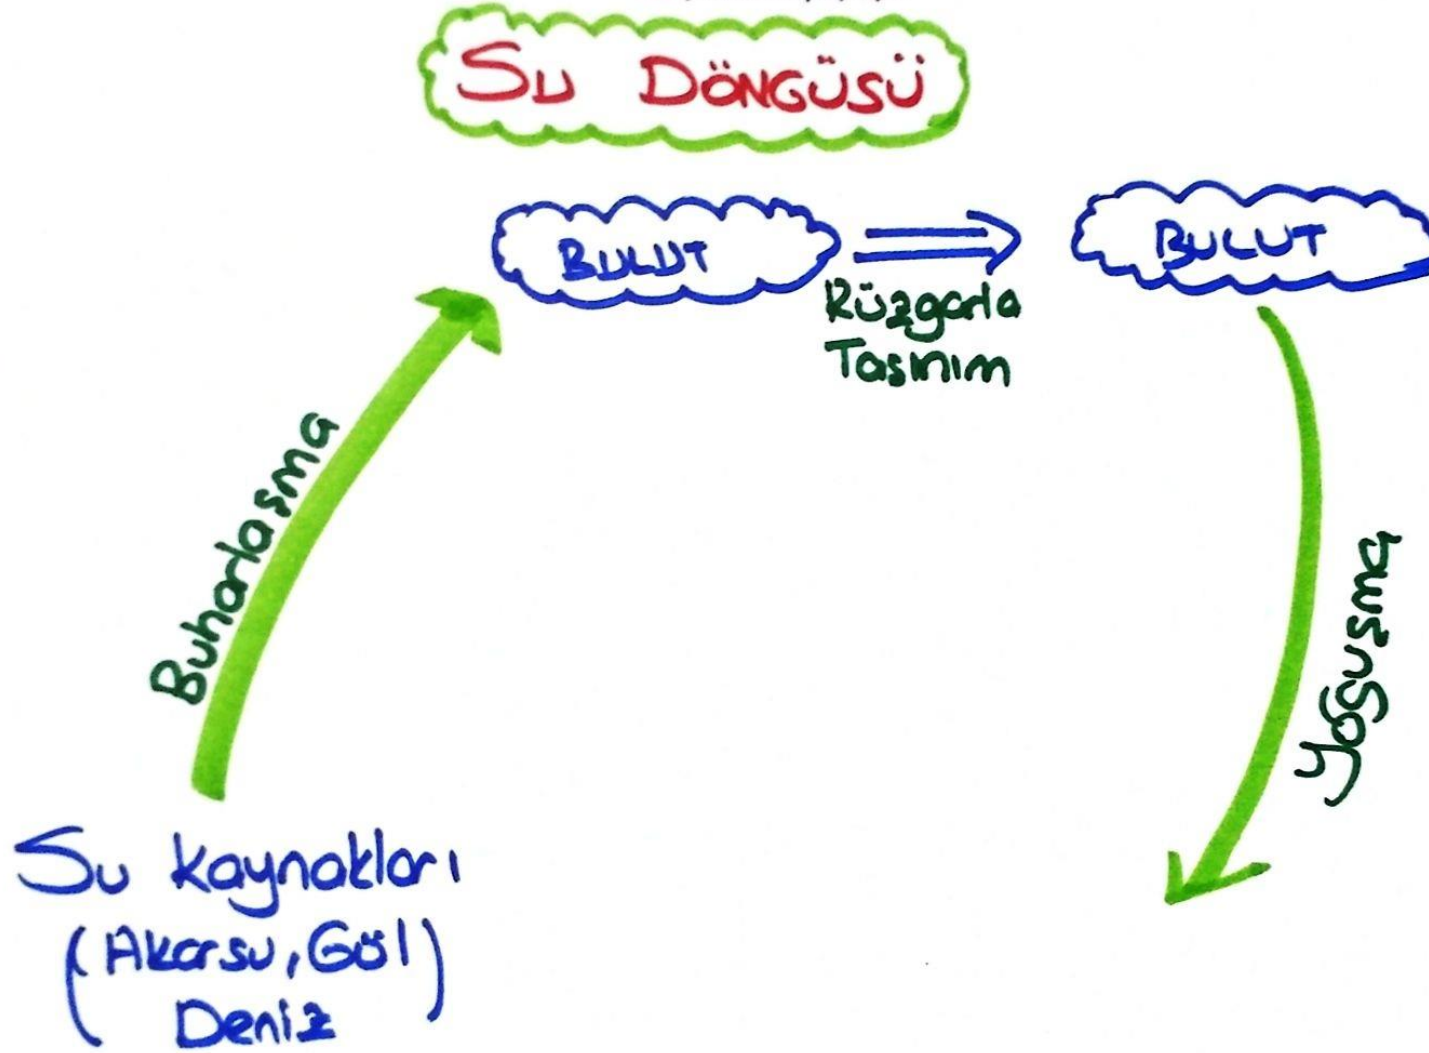 SU DÖNGÜSÜ
BULUT
Rüzgarla
Taşınım
BULUT
Buharlaşma
Yoğuşma
Su kaynakları
(Akarsu, Göl
Deniz)